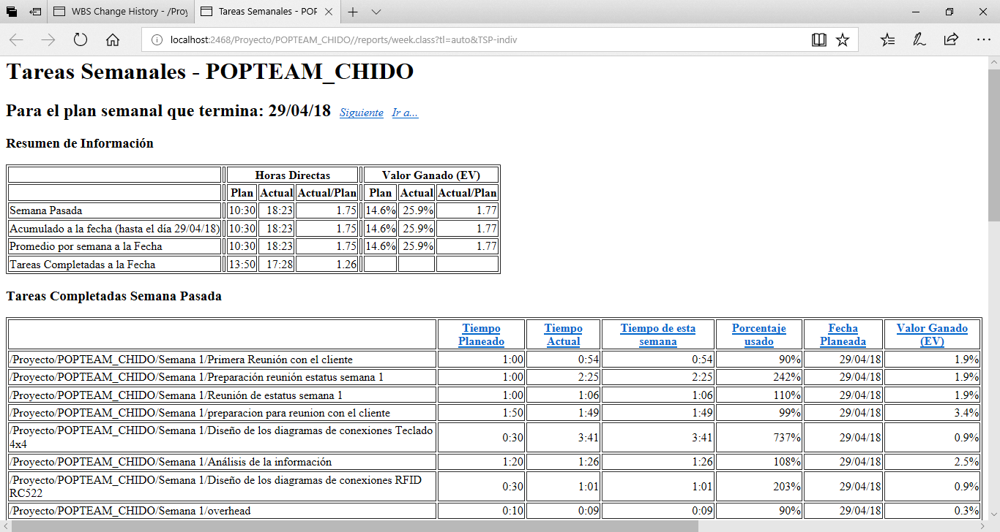 WBS Change History - /Proy
Tareas Semanales - POF
localhost:2468/Proyecto/POPTEAM_CHIDO//reports/week.class?tl=auto&TSP-indiv
Tareas Semanales - POPTEAM_CHIDO
Para el plan semanal que termina: 29/04/18 Siguiente Ir a...
Resumen de Información
Horas Directas Valor Ganado (EV)
Plan Actual Actual/Plan Plan Actual Actual/Plan
Semana Pasada 10:30 18:23 1.75 14.6% 25.9% 1.77
Acumulado a la fecha (hasta el día 29/04/18) 10:30 18:23 1.75 14.6% 25.9% 1.77
Promedio por semana a la Fecha 10:30 18:23 1.75 14.6% 25.9% 1.77
Tareas Completadas a la Fecha 13:50 17:28 1.26
Tareas Completadas Semana Pasada
Tiempo Tiempo Tiempo de esta Porcentaje Fecha Valor Ganado
Planeado Actual semana usado Planeada (EV)
/Proyecto/POPTEAM_CHIDO/Semana 1/Primera Reunión con el cliente 1:00 0:54 0:54 90% 29/04/18 1.9%
/Proyecto/POPTEAM_CHIDO/Semana 1/Preparación reunión estatus semana 1 1:00 2:25 2:25 242% 29/04/18 1.9%
/Proyecto/POPTEAM_CHIDO/Semana 1/Reunión de estatus semana 1 1:00 1:06 1:06 110% 29/04/18 1.9%
/Proyecto/POPTEAM_CHIDO/Semana 1/preparacion para reunion con el cliente 1:50 1:49 1:49 99% 29/04/18 3.4%
/Proyecto/POPTEAM_CHIDO/Semana 1/Diseño de los diagramas de conexiones Teclado
4x4 0:30 3:41 3:41 737% 29/04/18 0.9%
/Proyecto/POPTEAM_CHIDO/Semana 1/Análisis de la información 1:20 1:26 1:26 108% 29/04/18 2.5%
/Proyecto/POPTEAM_CHIDO/Semana 1/Diseño de los diagramas de conexiones RFID
RC522 0:30 1:01 1:01 203% 29/04/18 0.9%
/Proyecto/POPTEAM_CHIDO/Semana 1/overhead 0:10 0:09 0:09 90% 29/04/18 0.3%